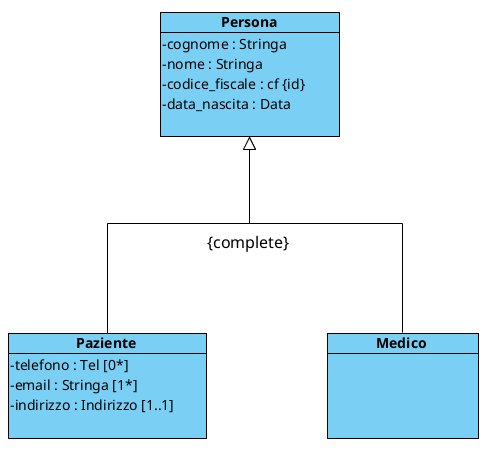 Persona
-cognome : Stringa
-nome : Stringa
-codice_fiscale : cf {id}
-data_nascita : Data
{complete}
Paziente
-telefono : Tel [0*]
-email : Stringa [1*]
-indirizzo : Indirizzo [1..1]
Medico